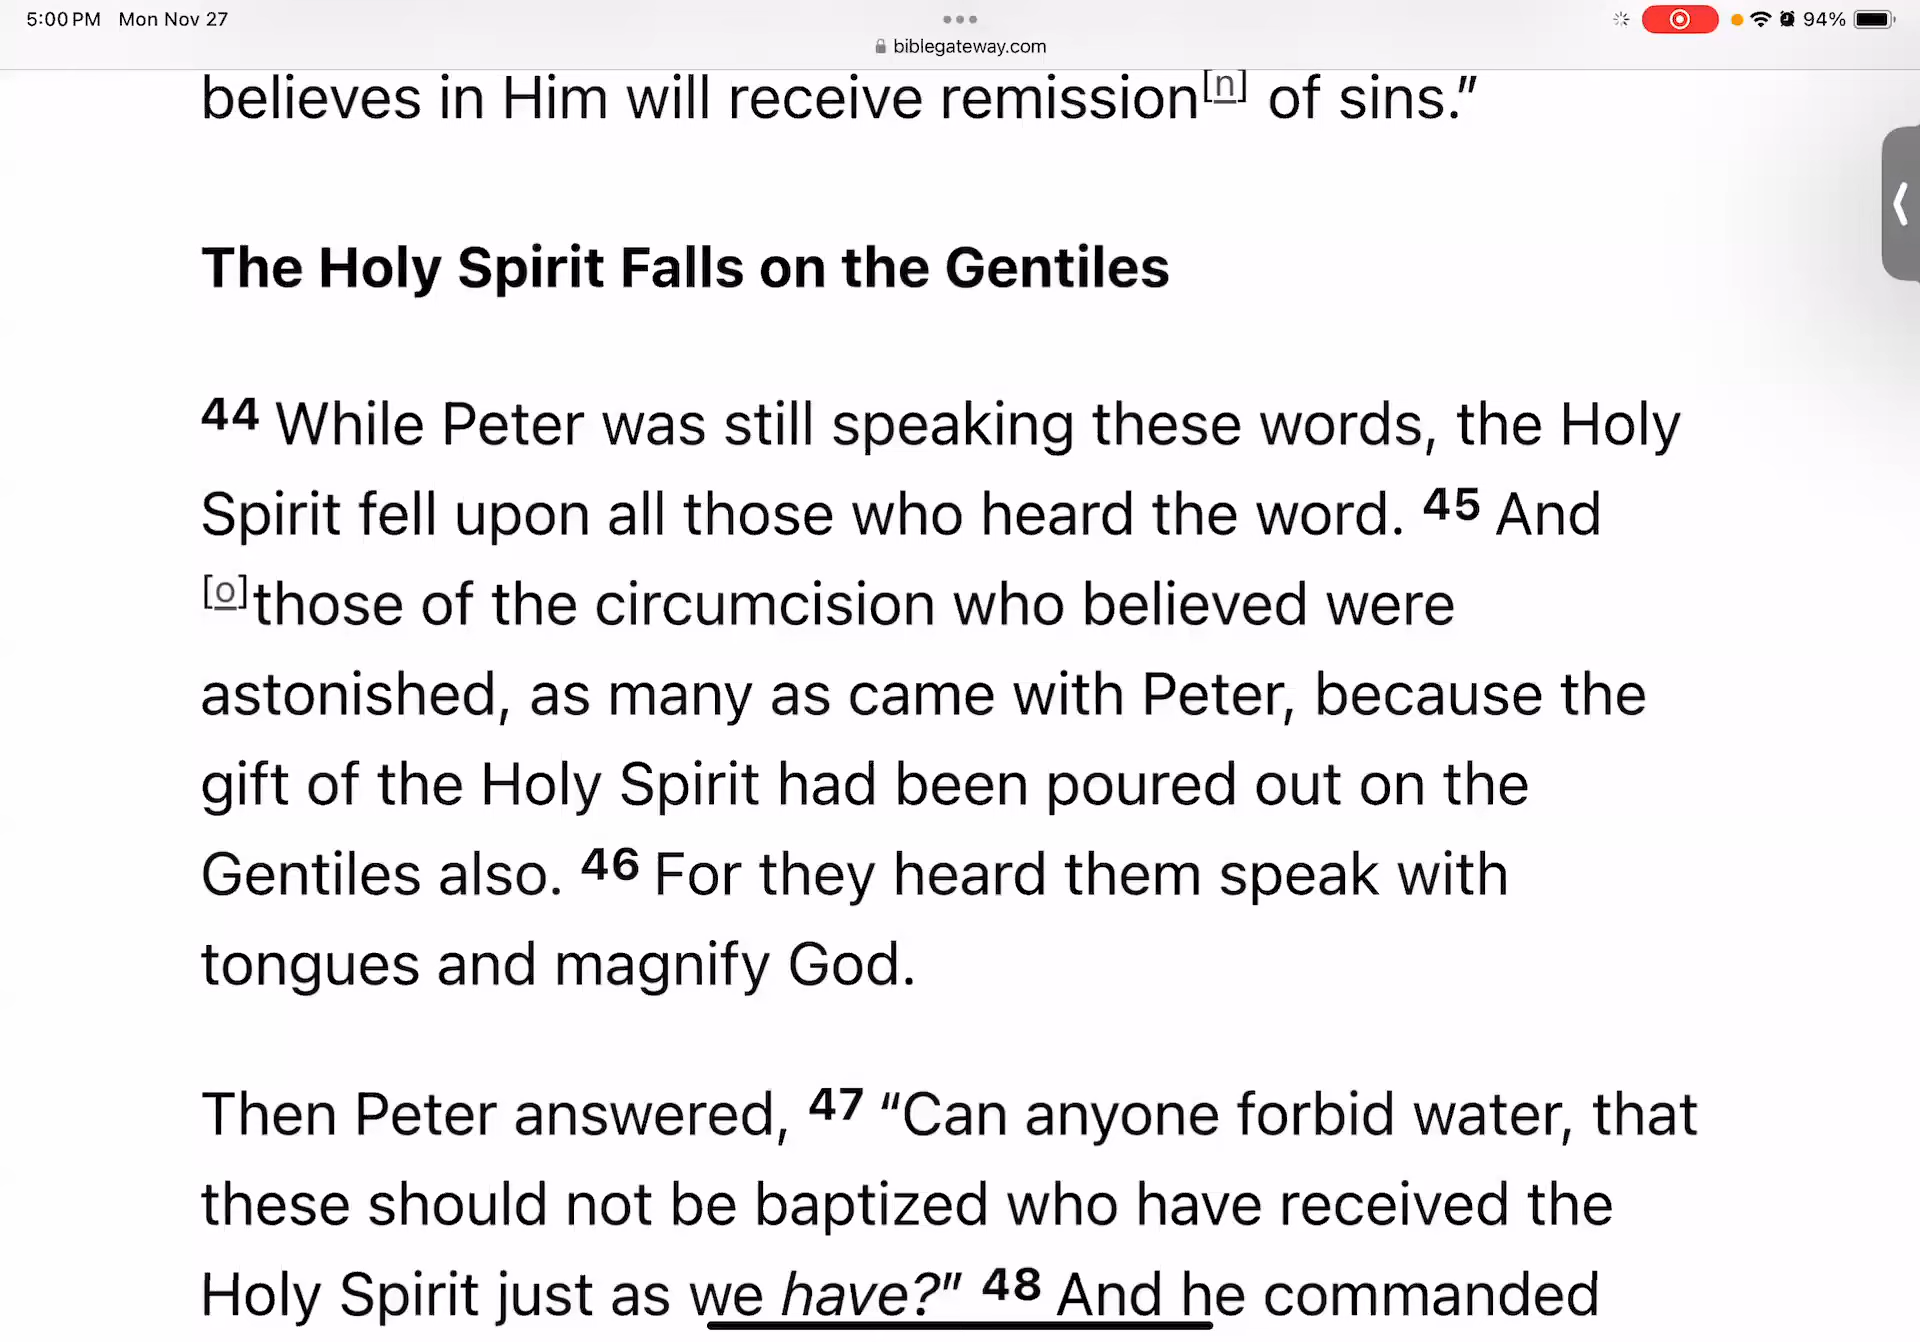 5:00 PM Mon Nov 27
94%
biblegateway.com
believes in Him will receive remission[n] of sins.”
The Holy Spirit Falls on the Gentiles
44 While Peter was still speaking these words, the Holy
Spirit fell upon all those who heard the word. 45 And
[o]those of the circumcision who believed were
astonished, as many as came with Peter, because the
gift of the Holy Spirit had been poured out on the
Gentiles also. 46 For they heard them speak with
tongues and magnify God.
Then Peter answered, 47 “Can anyone forbid water, that
these should not be baptized who have received the
Holy Spirit just as we have?” 48 And he commanded